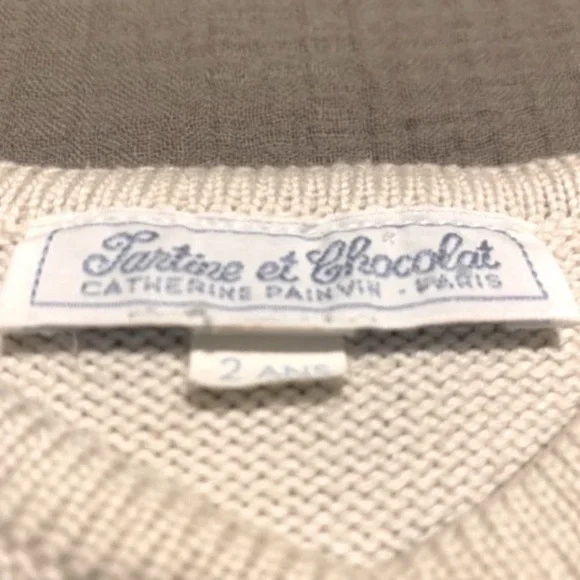 Tartine et Chocolat
CATHERINE PAINVIN - PARIS
2 ANS